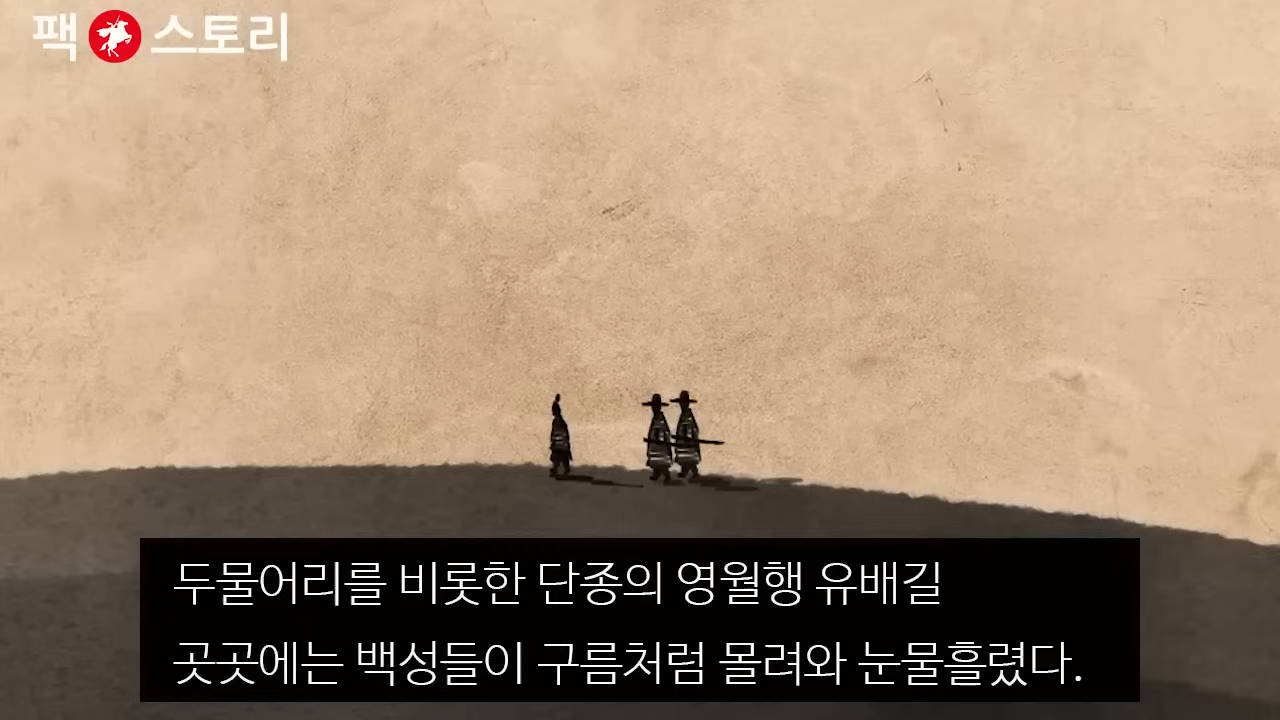 팩 스토리
두물머리를 비롯한 단종의 영월행 유배길
곳곳에는 백성들이 구름처럼 몰려와 눈물흘렸다.